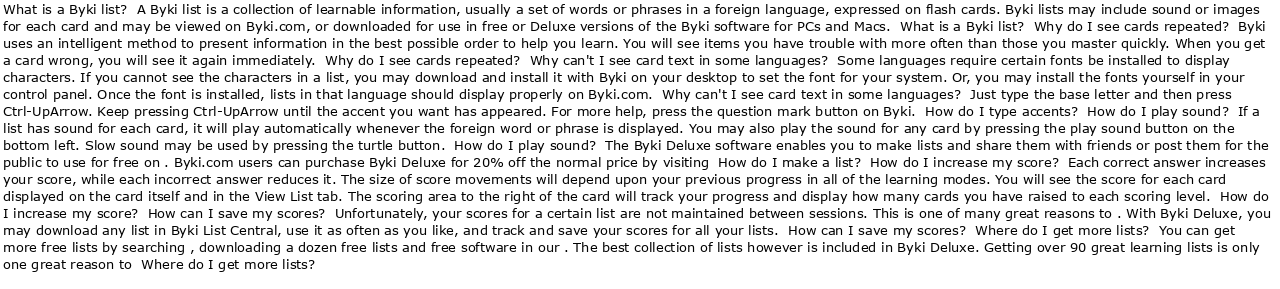 What is a Byki list?  A Byki list is a collection of learnable information, usually a set of words or phrases in a foreign language, expressed on flash cards. Byki lists may include sound or images
for each card and may be viewed on Byki.com, or downloaded for use in free or Deluxe versions of the Byki software for PCs and Macs.  What is a Byki list?  Why do I see cards repeated?  Byki
uses an intelligent method to present information in the best possible order to help you learn. You will see items you have trouble with more often than those you master quickly. When you get
a card wrong, you will see it again immediately.  Why do I see cards repeated?  Why can't I see card text in some languages?  Some languages require certain fonts be installed to display
characters. If you cannot see the characters in a list, you may download and install it with Byki on your desktop to set the font for your system. Or, you may install the fonts yourself in your
control panel. Once the font is installed, lists in that language should display properly on Byki.com.  Why can't I see card text in some languages?  Just type the base letter and then press
Ctrl-UpArrow. Keep pressing Ctrl-UpArrow until the accent you want has appeared. For more help, press the question mark button on Byki.  How do I type accents?  How do I play sound?  If a
list has sound for each card, it will play automatically whenever the foreign word or phrase is displayed. You may also play the sound for any card by pressing the play sound button on the
bottom left. Slow sound may be used by pressing the turtle button.  How do I play sound?  The Byki Deluxe software enables you to make lists and share them with friends or post them for the
public to use for free on . Byki.com users can purchase Byki Deluxe for 20% off the normal price by visiting  How do I make a list?  How do I increase my score?  Each correct answer increases
your score, while each incorrect answer reduces it. The size of score movements will depend upon your previous progress in all of the learning modes. You will see the score for each card
displayed on the card itself and in the View List tab. The scoring area to the right of the card will track your progress and display how many cards you have raised to each scoring level.  How do
I increase my score?  How can I save my scores?  Unfortunately, your scores for a certain list are not maintained between sessions. This is one of many great reasons to . With Byki Deluxe, you
may download any list in Byki List Central, use it as often as you like, and track and save your scores for all your lists.  How can I save my scores?  Where do I get more lists?  You can get
more free lists by searching , downloading a dozen free lists and free software in our . The best collection of lists however is included in Byki Deluxe. Getting over 90 great learning lists is only
one great reason to  Where do I get more lists?